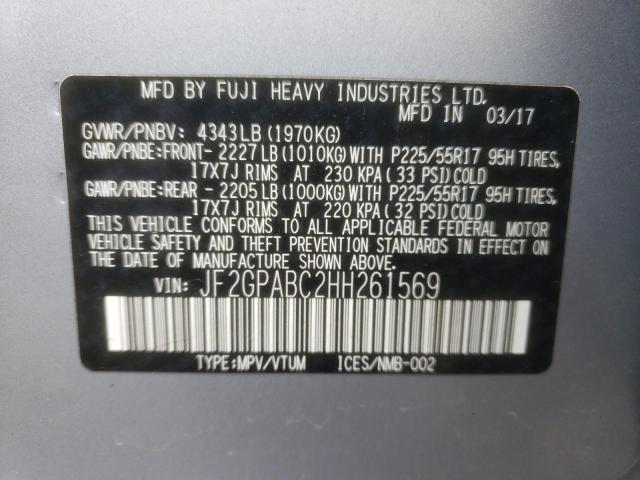 MFD BY FUJI HEAVY INDUSTRIES LTD.
MFD IN 03/17
GVWR/PNBV: 4343LB(1970KG)
GAWR/PNBE:FRONT-2227LB(1010KG)WITH P225/55R17 95H TIRES,
17X7J RIMS AT 230 KPA(33 PSI)COLD
GAWR/PNBE:REAR -2205LB(1000KG)WITH P225/55R17 95H TIRES,
17X7J RIMS AT 220 KPA(32 PSI)COLD
THIS VEHICLE CONFORMS TO ALL APPLICABLE FEDERAL MOTOR
VEHICLE SAFETY AND THEFT PREVENTION STANDARDS IN EFFECT ON
THE DATE OF MANUFACTURE SHOWN ABOVE.
VIN: JF2GPABC2HH261569
TYPE:MPV/VTUM ICES/NMB-002